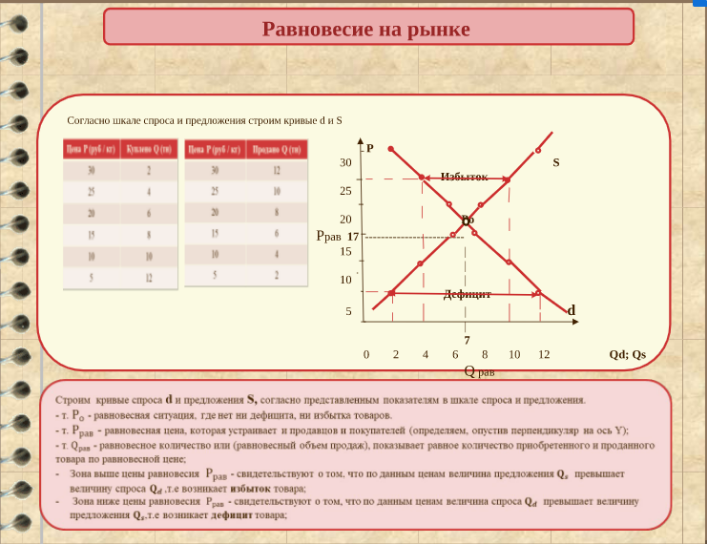 Равновесие на рынке
Согласно шкале спроса и предложения строим кривые d и S
Цена P (руб / кг) Куплено Q (тн)
30 2
25 4
20 6
15 8
10 10
5 12
Цена P (руб / кг) Продано Q (тн)
30 12
25 10
20 8
15 6
10 4
5 2
P
S
30
Избыток
25
20
Po
Pрав 17
15
10
Дефицит
5
d
7
0 2 4 6 8 10 12 Qd; Qs
Q рав
Строим кривые спроса d и предложения S, согласно представленным показателям в шкале спроса и предложения.
- т. Po - равновесная ситуация, где нет ни дефицита, ни избытка товаров.
- т. Pрав - равновесная цена, которая устраивает и продавцов и покупателей (определяем, опустив перпендикуляр на ось Y);
- т. Qрав - равновесное количество или (равновесный объем продаж), показывает равное количество приобретенного и проданного
товара по равновесной цене;
- Зона выше цены равновесия Pрав - свидетельствуют о том, что по данным ценам величина предложения Qs превышает
величину спроса Qd ,т.е возникает избыток товара;
- Зона ниже цены равновесия Pрав - свидетельствуют о том, что по данным ценам величина спроса Qd превышает величину
предложения Qs,т.е возникает дефицит товара;